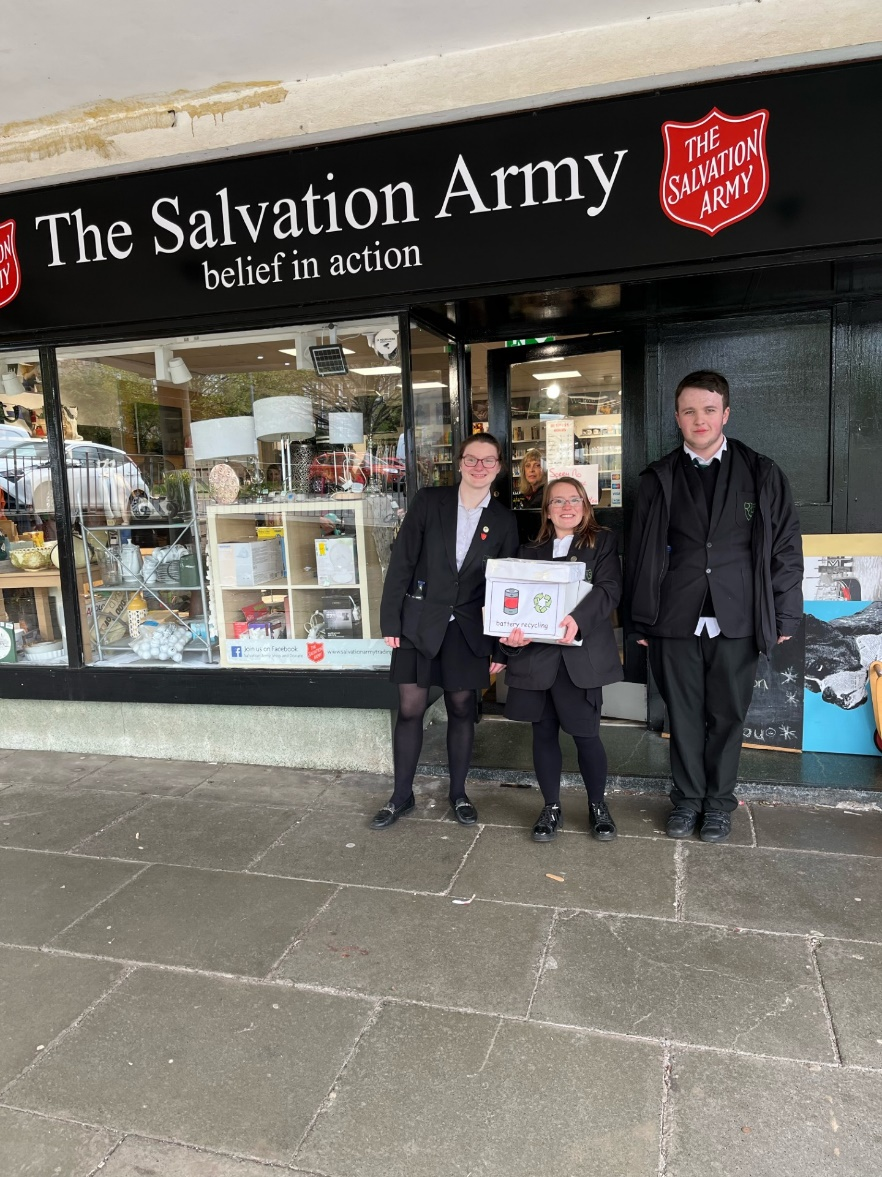 The Salvation Army
belief in action
THE
SALVATION
ARMY
Join us on Facebook
battery recycling